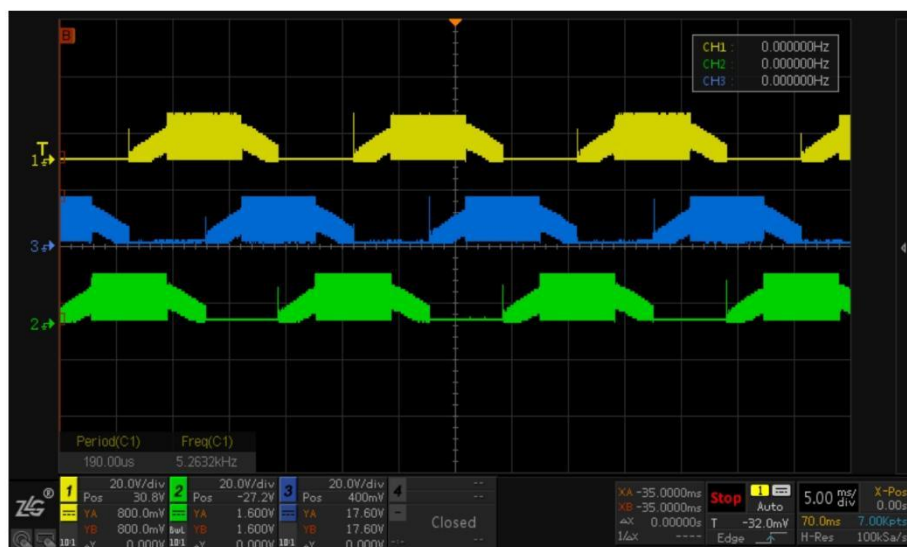 B
CH1 : 0.000000Hz
CH2 : 0.000000Hz
CH3 : 0.000000Hz
T
1
3
2
Period(C1) Freq(C1)
190.00us 5.2632kHz
ZLG®
1 20.0V/div
Pos 30.8V
YA 800.0mV
YB 800.0mV
10:1 △Y 0.000V
2 20.0V/div
Pos -27.2V
YA 1.600V
BwL YB 1.600V
10:1 △Y 0.000V
3 20.0V/div
Pos 400mV
YA 17.60V
YB 17.60V
10:1 △Y 0.000V
4 --
--
Closed
XA -35.0000ms
XB -35.0000ms
△X 0.00000s
1/△X ----
Stop 1
Auto
T -32.0mV
Edge
5.00 ms/div X-Pos
0.00s
70.0ms 7.00Kpts
H-Res 100kSa/s